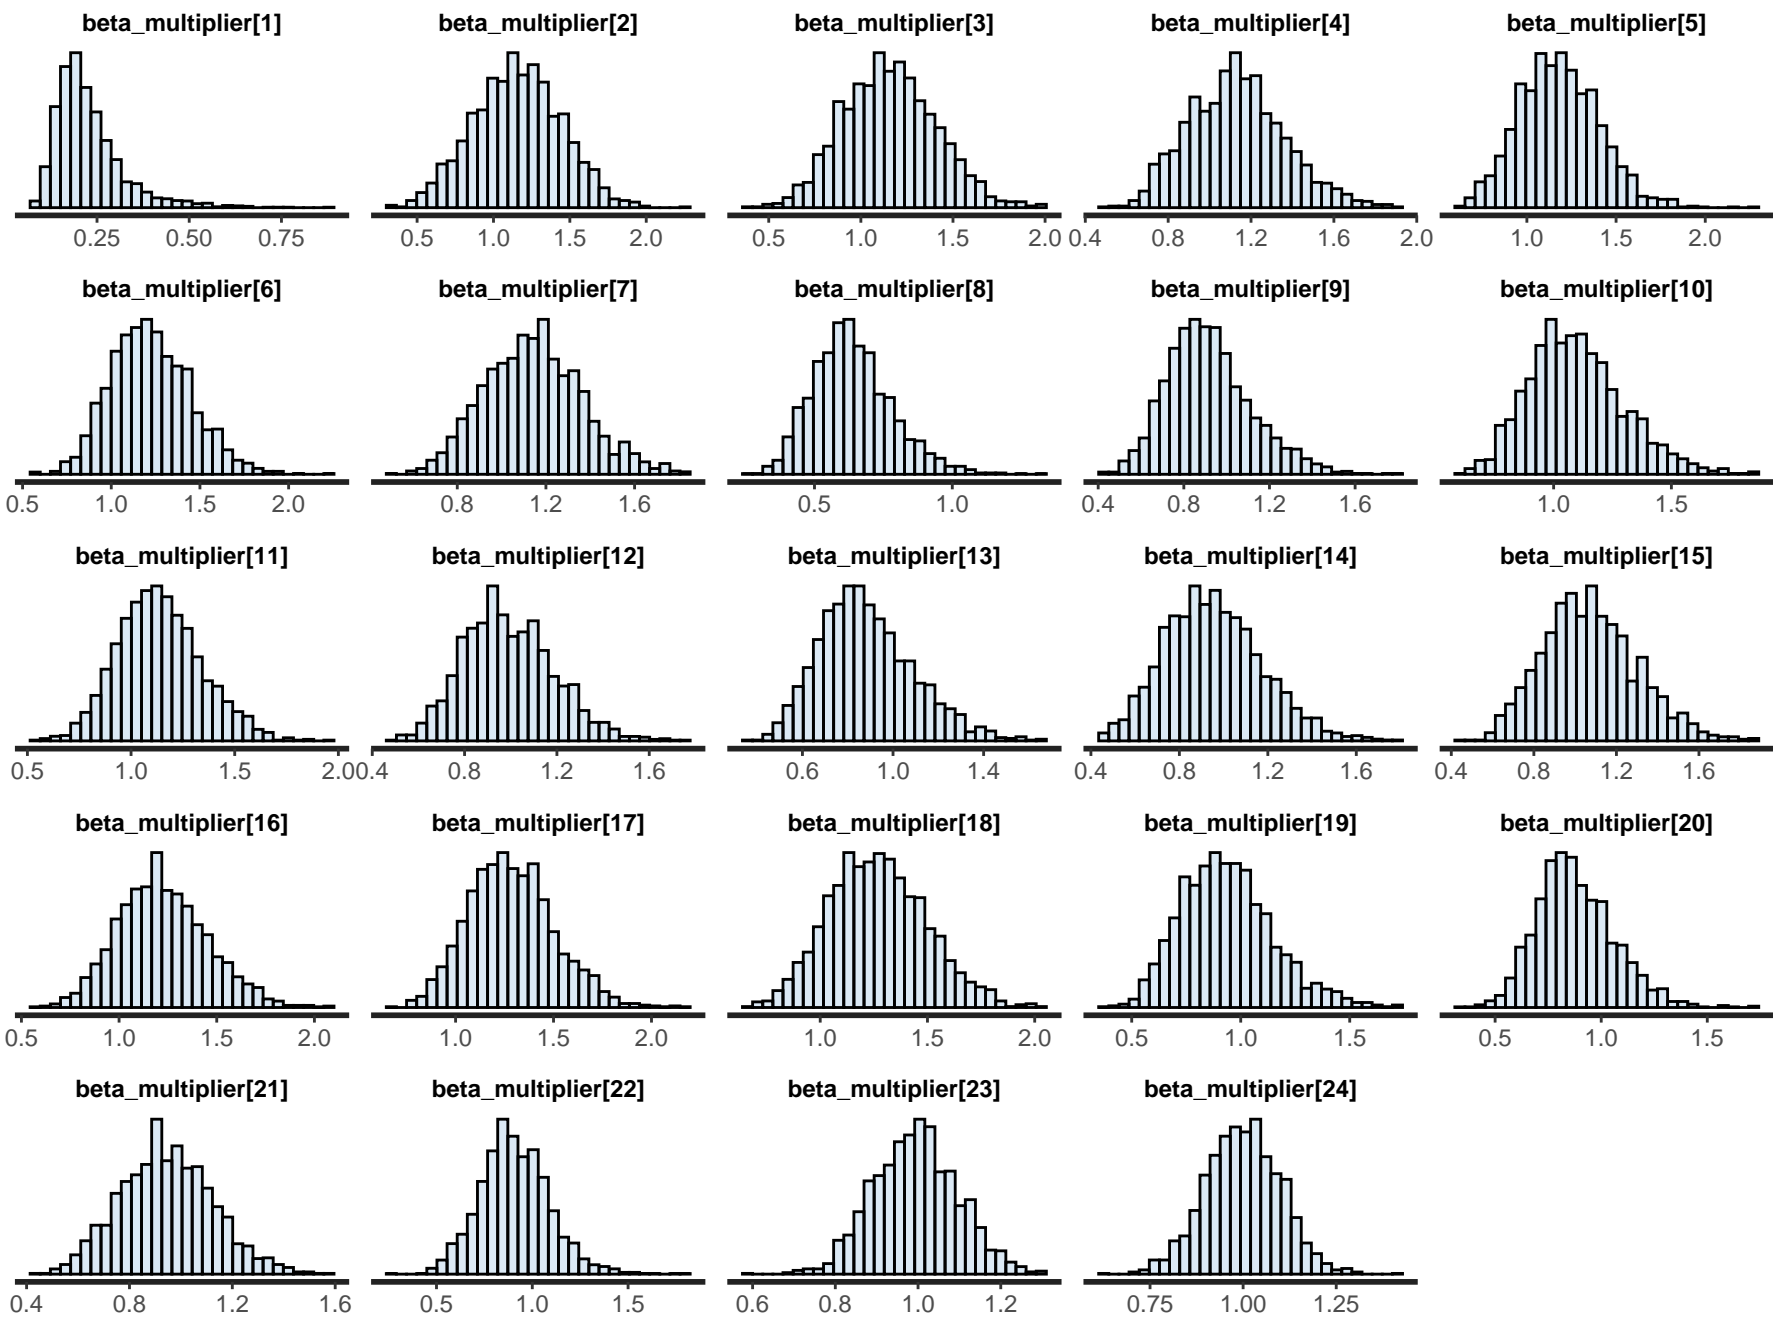 beta_multiplier[1] beta_multiplier[2] beta_multiplier[3] beta_multiplier[4] beta_multiplier[5]
0.25 0.50 0.75 0.5 1.0 1.5 2.0 0.5 1.0 1.5 2.0 0.4 0.8 1.2 1.6 2.0 1.0 1.5 2.0
beta_multiplier[6] beta_multiplier[7] beta_multiplier[8] beta_multiplier[9] beta_multiplier[10]
0.5 1.0 1.5 2.0 0.8 1.2 1.6 0.5 1.0 0.4 0.8 1.2 1.6 1.0 1.5
beta_multiplier[11] beta_multiplier[12] beta_multiplier[13] beta_multiplier[14] beta_multiplier[15]
0.5 1.0 1.5 2.0 0.4 0.8 1.2 1.6 0.6 1.0 1.4 0.4 0.8 1.2 1.6 0.4 0.8 1.2 1.6
beta_multiplier[16] beta_multiplier[17] beta_multiplier[18] beta_multiplier[19] beta_multiplier[20]
0.5 1.0 1.5 2.0 1.0 1.5 2.0 1.0 1.5 2.0 0.5 1.0 1.5 0.5 1.0 1.5
beta_multiplier[21] beta_multiplier[22] beta_multiplier[23] beta_multiplier[24]
0.4 0.8 1.2 1.6 0.5 1.0 1.5 0.6 0.8 1.0 1.2 0.75 1.00 1.25